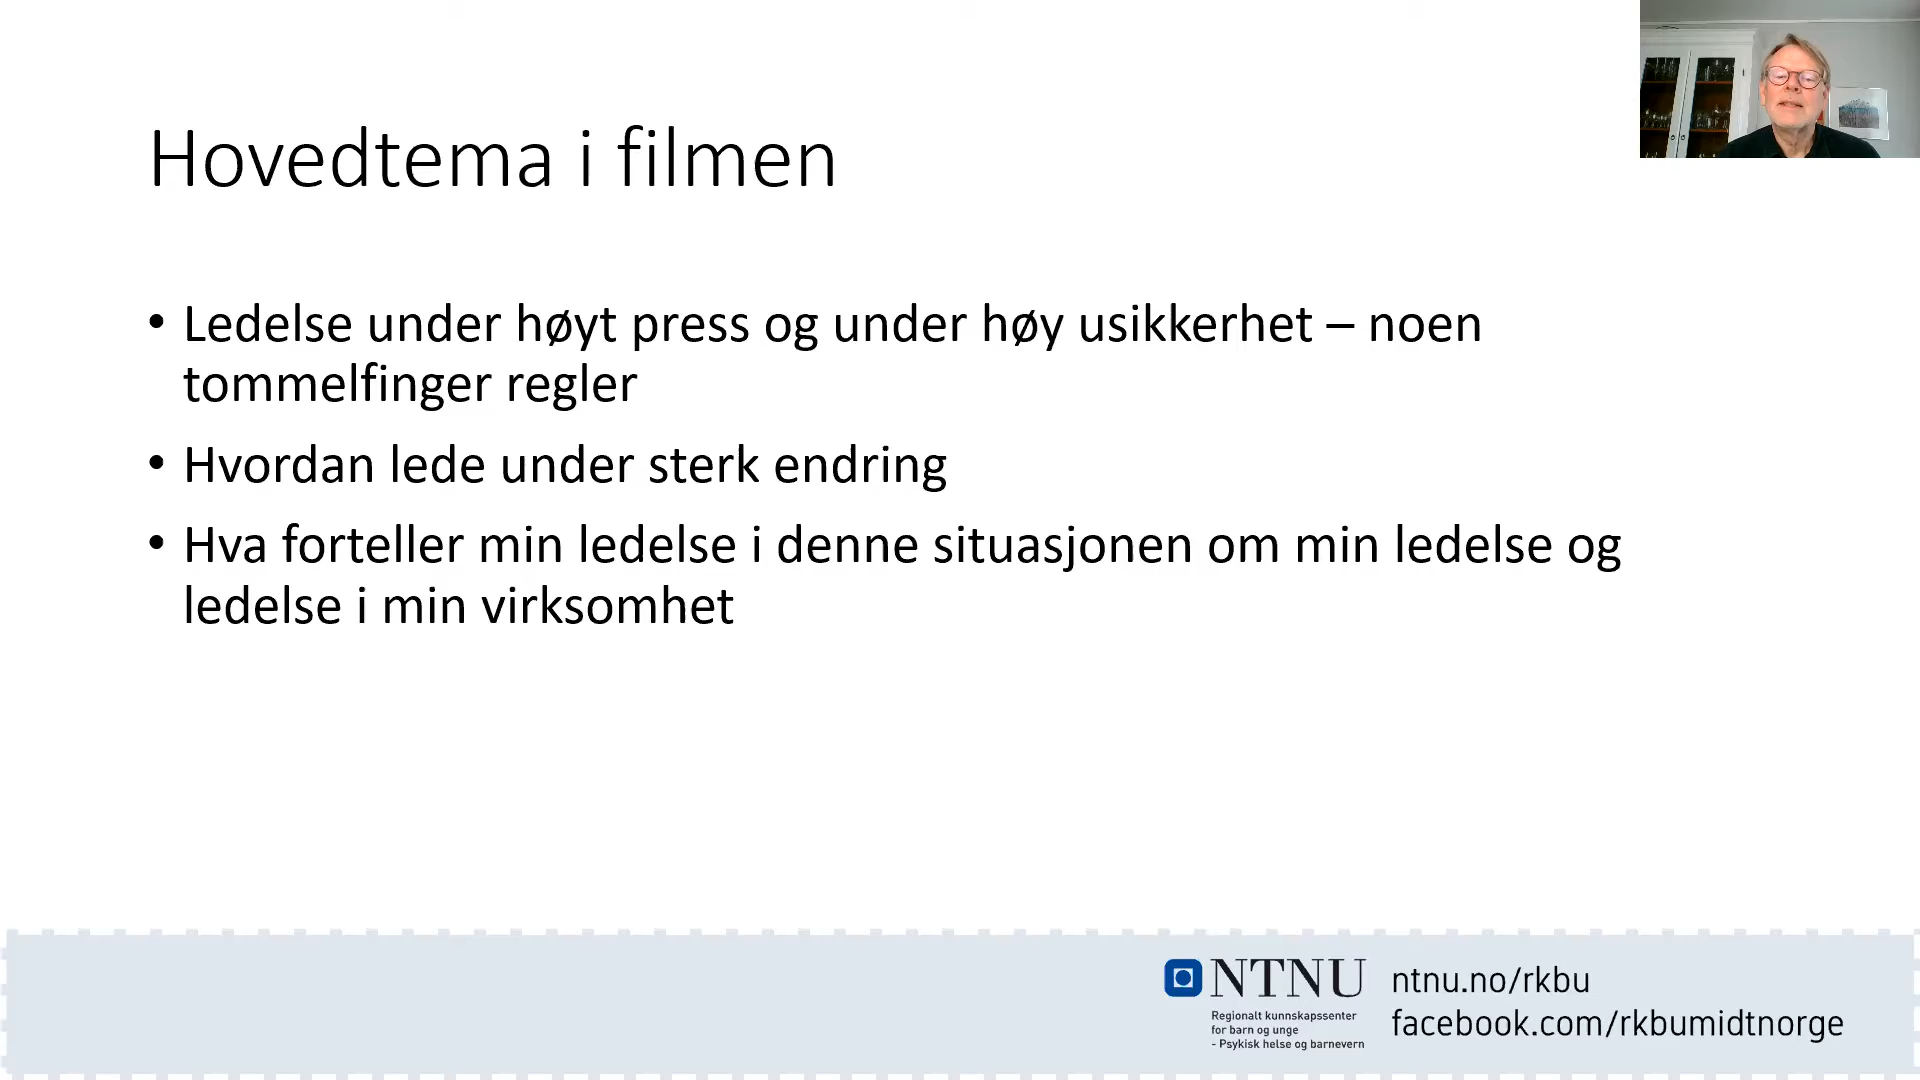 Hovedtema i filmen
• Ledelse under høyt press og under høy usikkerhet – noen
tommelfinger regler
• Hvordan lede under sterk endring
• Hva forteller min ledelse i denne situasjonen om min ledelse og
ledelse i min virksomhet
NTNU
Regionalt kunnskapssenter
for barn og unge
- Psykisk helse og barnevern
ntnu.no/rkbu
facebook.com/rkbumidtnorge